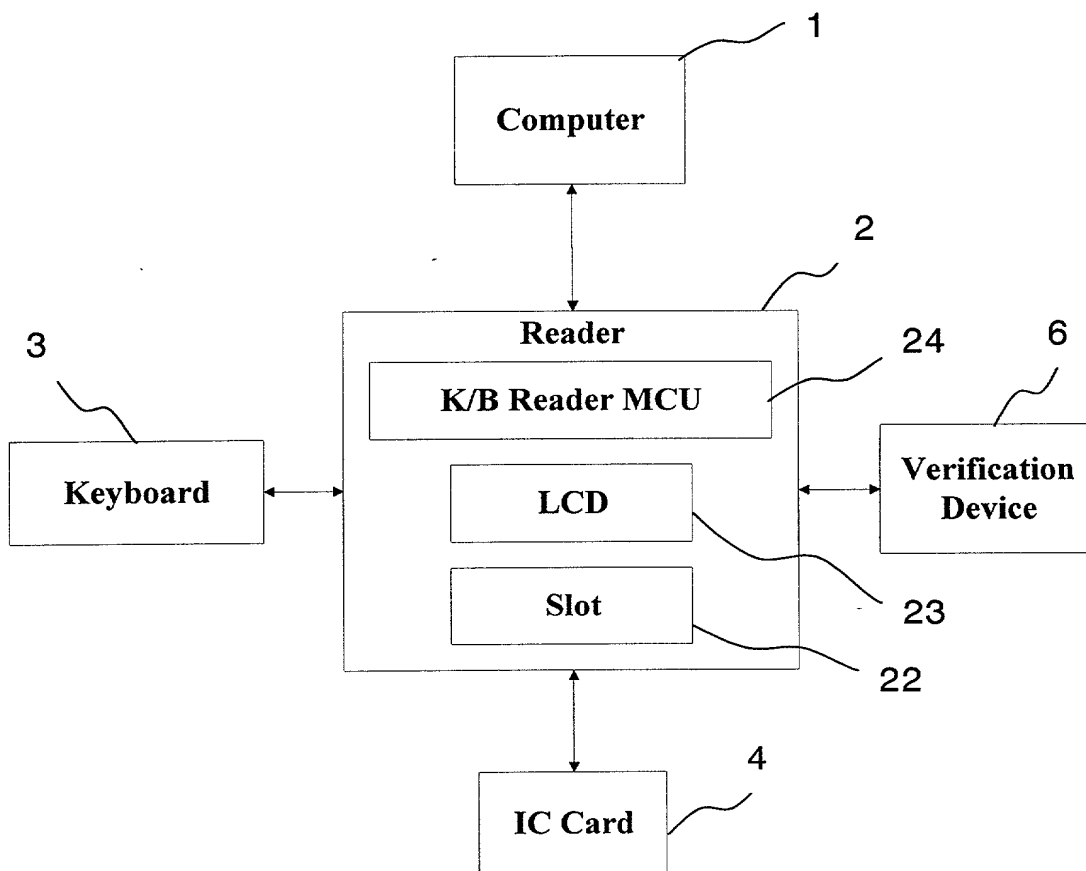 1
Computer
2
Reader
3
24
6
K/B Reader MCU
Keyboard
LCD
Verification
Device
Slot
23
22
4
IC Card